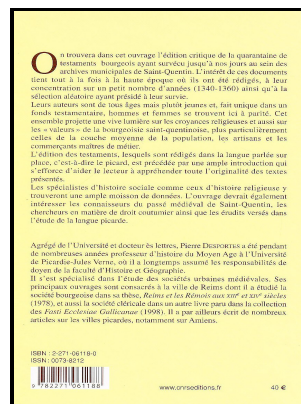 On trouvera dans cet ouvrage l'édition critique de la quarantaine de
testaments bourgeois ayant survécu jusqu'à nos jours au sein des
archives municipales de Saint-Quentin. L'intérêt de ces documents
tient tout à la fois à la haute époque où ils ont été rédigés, à leur
concentration sur un petit nombre d'années (1340-1360) ainsi qu'à la
sélection aléatoire ayant présidé à leur survie.
Leurs auteurs sont de tous âges mais plutôt jeunes et, fait unique dans un
fonds testamentaire, hommes et femmes se trouvent ici à parité. Cet
ensemble projette une vive lumière sur les croyances religieuses et aussi sur
les « valeurs » de la bourgeoisie saint-quentinoise, plus particulièrement
celles de la couche moyenne de la population, les artisans et les
commerçants maîtres de métier.
L'édition des testaments, lesquels sont rédigés dans la langue parlée sur
place, c'est-à-dire le picard, est précédée par une ample introduction qui
s'efforce d'aider le lecteur à appréhender toute l'originalité des textes
présentés.
Les spécialistes d'histoire sociale comme ceux d'histoire religieuse y
trouveront une ample moisson de données. L'ouvrage devrait également
intéresser les connaisseurs du passé médiéval de Saint-Quentin, les
chercheurs en matière de droit coutumier ainsi que les érudits versés dans
l'étude de la langue picarde.
Agrégé de l'Université et docteur ès lettres, Pierre DESPORTES a été pendant
de nombreuses années professeur d'histoire du Moyen Age à l'Université
de Picardie-Jules Verne, où il a longtemps assumé les responsabilités de
doyen de la faculté d'Histoire et Géographie.
Il s'est spécialisé dans l'étude des sociétés urbaines médiévales. Ses
principaux ouvrages sont consacrés à la ville de Reims dont il a étudié la
société bourgeoise dans sa thèse, Reims et les Rémois aux XIIIe et XIVe siècles
(1978), et aussi la société cléricale dans un autre livre paru dans la collection
des Fasti Ecclesiae Gallicanae (1998). Il a par ailleurs écrit de nombreux
articles sur les villes picardes, notamment sur Amiens.
ISBN : 2-271-06118-0
ISSN : 0073-8212
9 782271 061188
www.cnrseditions.fr
40 €